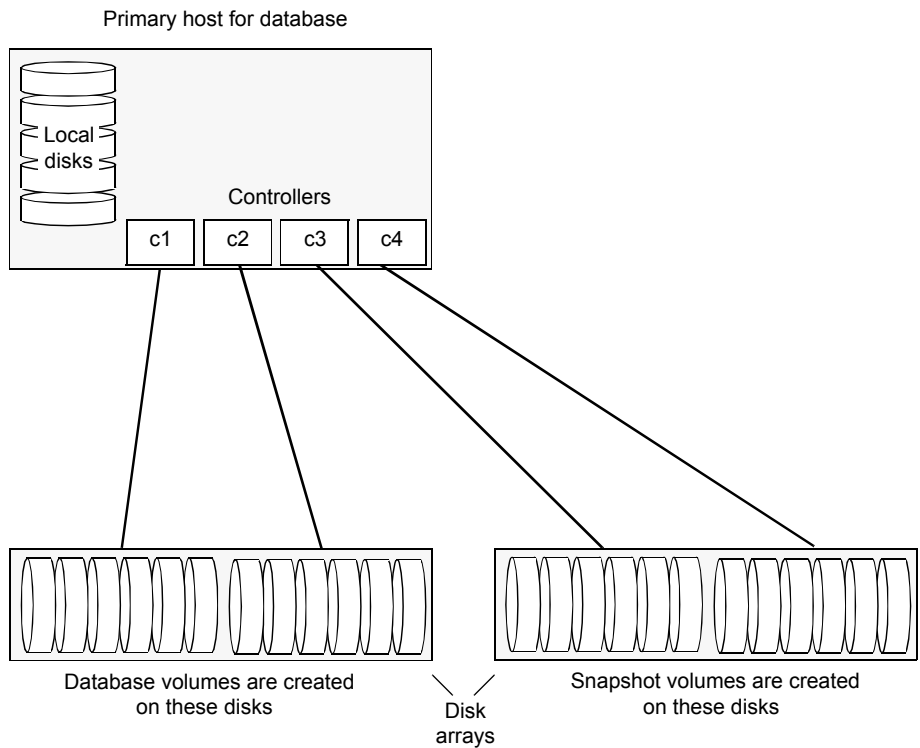 Primary host for database
Local
disks
Controllers
c1
c2
c3
c4
Database volumes are created
on these disks
Disk
arrays
Snapshot volumes are created
on these disks